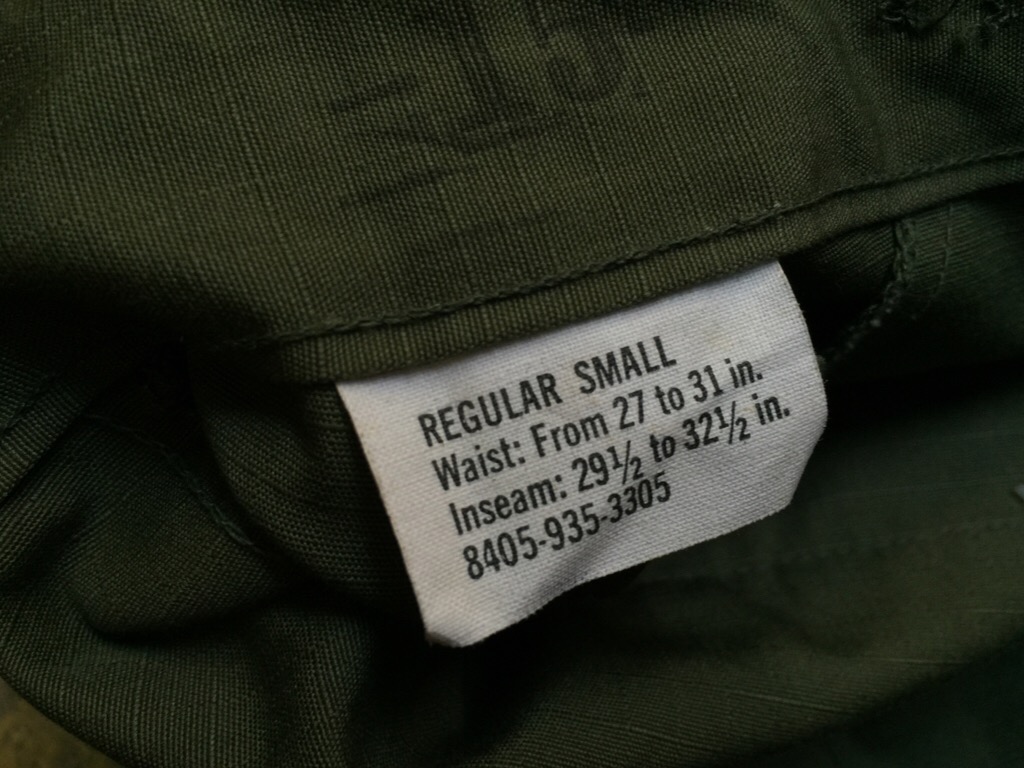 REGULAR SMALL
Waist: From 27 to 31 in.
Inseam: 29½ to 32½ in.
8405-935-3305